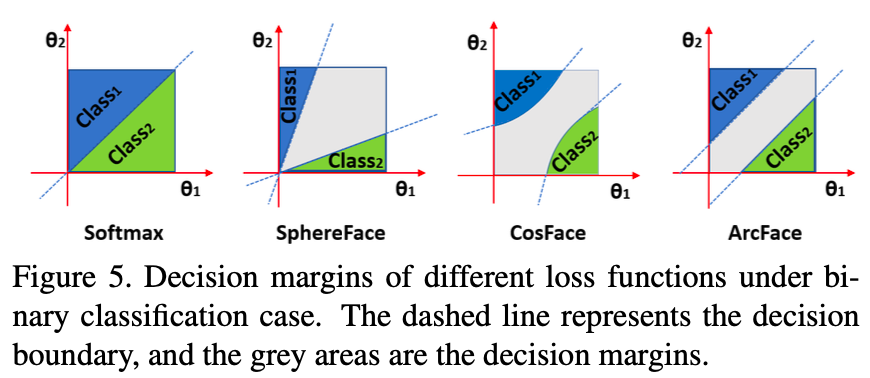 θ2
Class1
Class2
θ1
Softmax
θ2
Class1
Class2
θ1
SphereFace
θ2
Class1
Class2
θ1
CosFace
θ2
Class1
Class2
θ1
ArcFace
Figure 5. Decision margins of different loss functions under bi-
nary classification case. The dashed line represents the decision
boundary, and the grey areas are the decision margins.